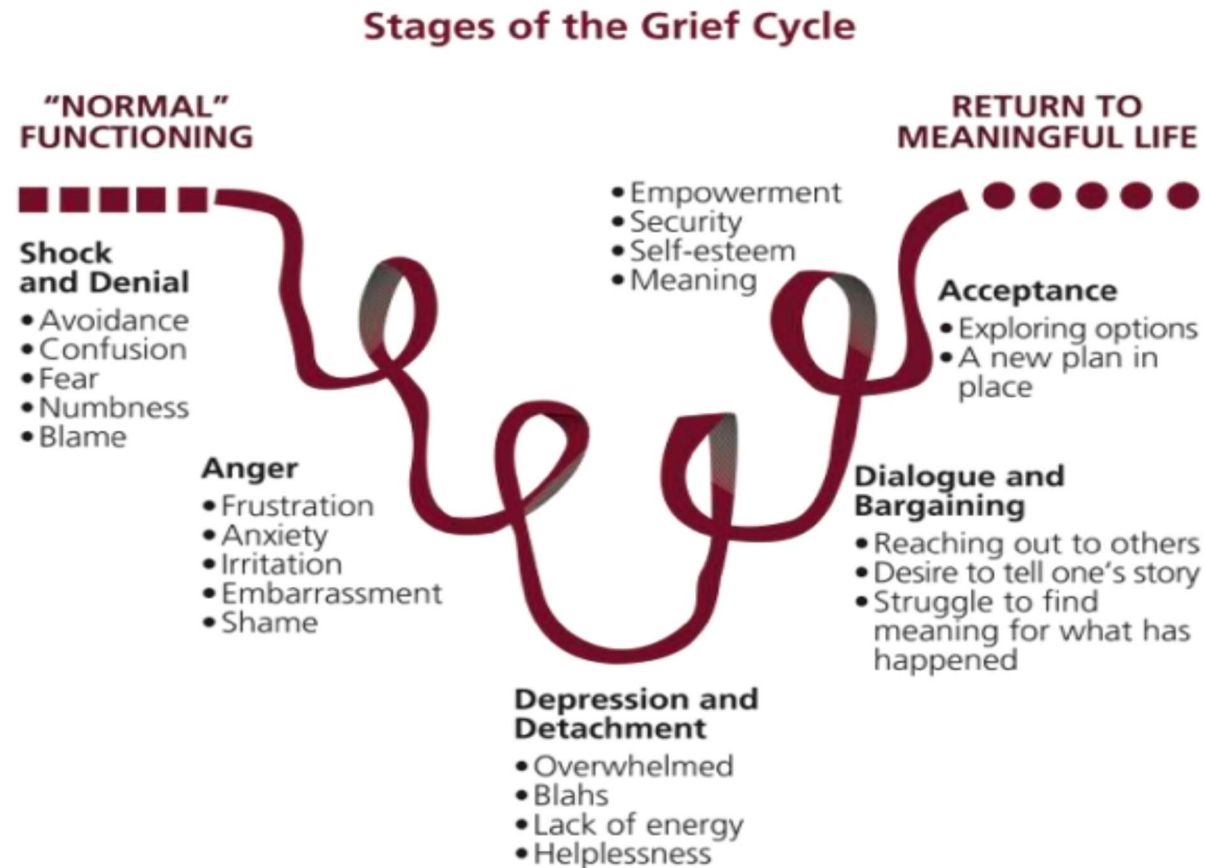 Stages of the Grief Cycle
“NORMAL”
FUNCTIONING
RETURN TO
MEANINGFUL LIFE
• Empowerment
• Security
• Self-esteem
• Meaning
Shock
and Denial
• Avoidance
• Confusion
• Fear
• Numbness
• Blame
Anger
• Frustration
• Anxiety
• Irritation
• Embarrassment
• Shame
Depression and
Detachment
• Overwhelmed
• Blahs
• Lack of energy
• Helplessness
Dialogue and
Bargaining
• Reaching out to others
• Desire to tell one’s story
• Struggle to find
meaning for what has
happened
Acceptance
• Exploring options
• A new plan in
place